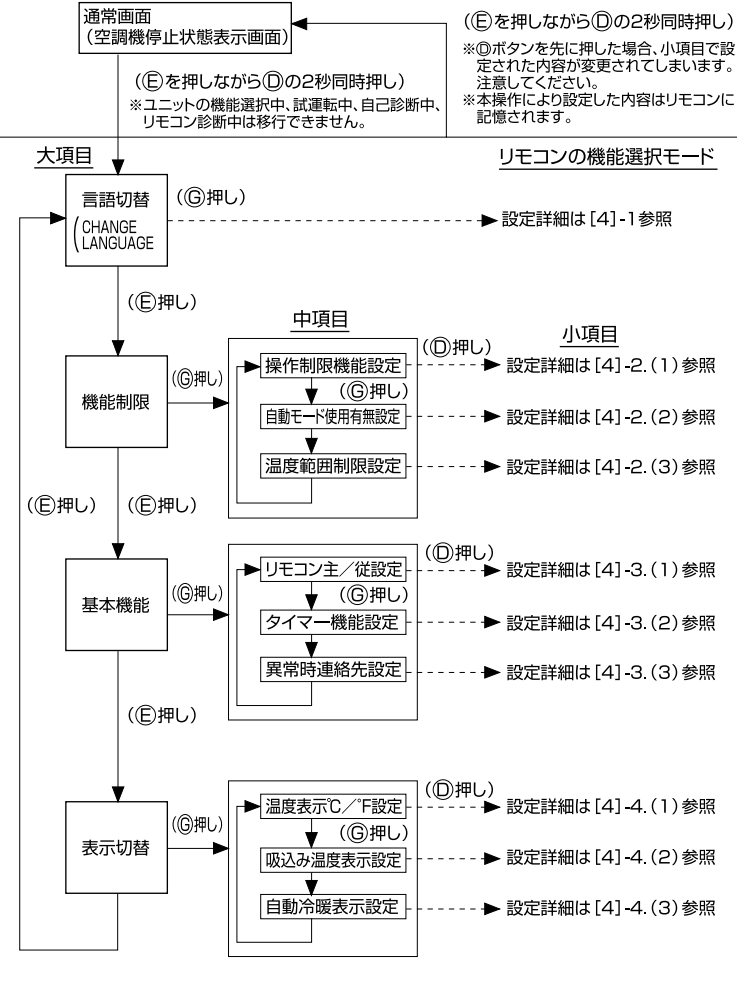 通常画面
（空調機停止状態表示画面）
（Ⓔを押しながらⒹの2秒同時押し）
※ユニットの機能選択中、試運転中、自己診断中、
リモコン診断中は移行できません。
（Ⓔを押しながらⒹの2秒同時押し）
※Ⓓボタンを先に押した場合、小項目で設
定された内容が変更されてしまいます。
注意してください。
※本操作により設定した内容はリモコンに
記憶されます。
大項目
リモコンの機能選択モード
言語切替
（CHANGE
LANGUAGE
（Ⓖ押し）
設定詳細は［4］-1参照
（Ⓔ押し）
中項目
小項目
機能制限
（Ⓖ押し）
操作制限機能設定
（Ⓓ押し）
設定詳細は［4］-2.（1）参照
（Ⓖ押し）
自動モード使用有無設定
設定詳細は［4］-2.（2）参照
温度範囲制限設定
設定詳細は［4］-2.（3）参照
（Ⓔ押し）
（Ⓔ押し）
基本機能
（Ⓖ押し）
リモコン主／従設定
（Ⓓ押し）
設定詳細は［4］-3.（1）参照
（Ⓖ押し）
タイマー機能設定
設定詳細は［4］-3.（2）参照
異常時連絡先設定
設定詳細は［4］-3.（3）参照
（Ⓔ押し）
表示切替
（Ⓖ押し）
温度表示℃／°F設定
（Ⓓ押し）
設定詳細は［4］-4.（1）参照
（Ⓖ押し）
吸込み温度表示設定
設定詳細は［4］-4.（2）参照
自動冷暖表示設定
設定詳細は［4］-4.（3）参照